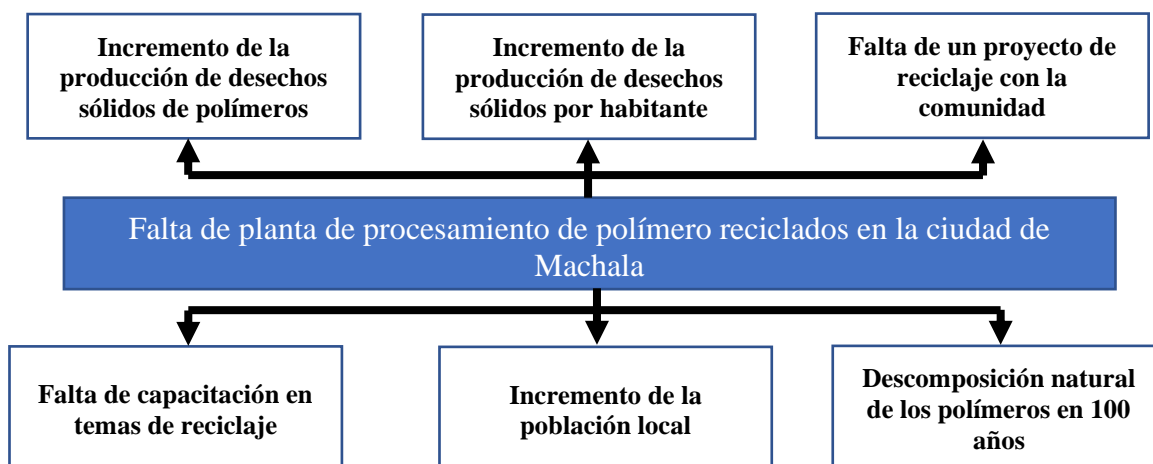 Incremento de la
producción de desechos
sólidos de polímeros
Incremento de la
producción de desechos
sólidos por habitante
Falta de un proyecto de
reciclaje con la
comunidad
Falta de planta de procesamiento de polímero reciclados en la ciudad de
Machala
Falta de capacitación en
temas de reciclaje
Incremento de la
población local
Descomposición natural
de los polímeros en 100
años